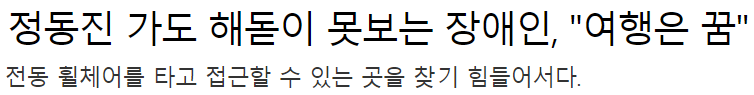 정동진 가도 해돋이 못보는 장애인, "여행은 꿈"
전동 휠체어를 타고 접근할 수 있는 곳을 찾기 힘들어서다.